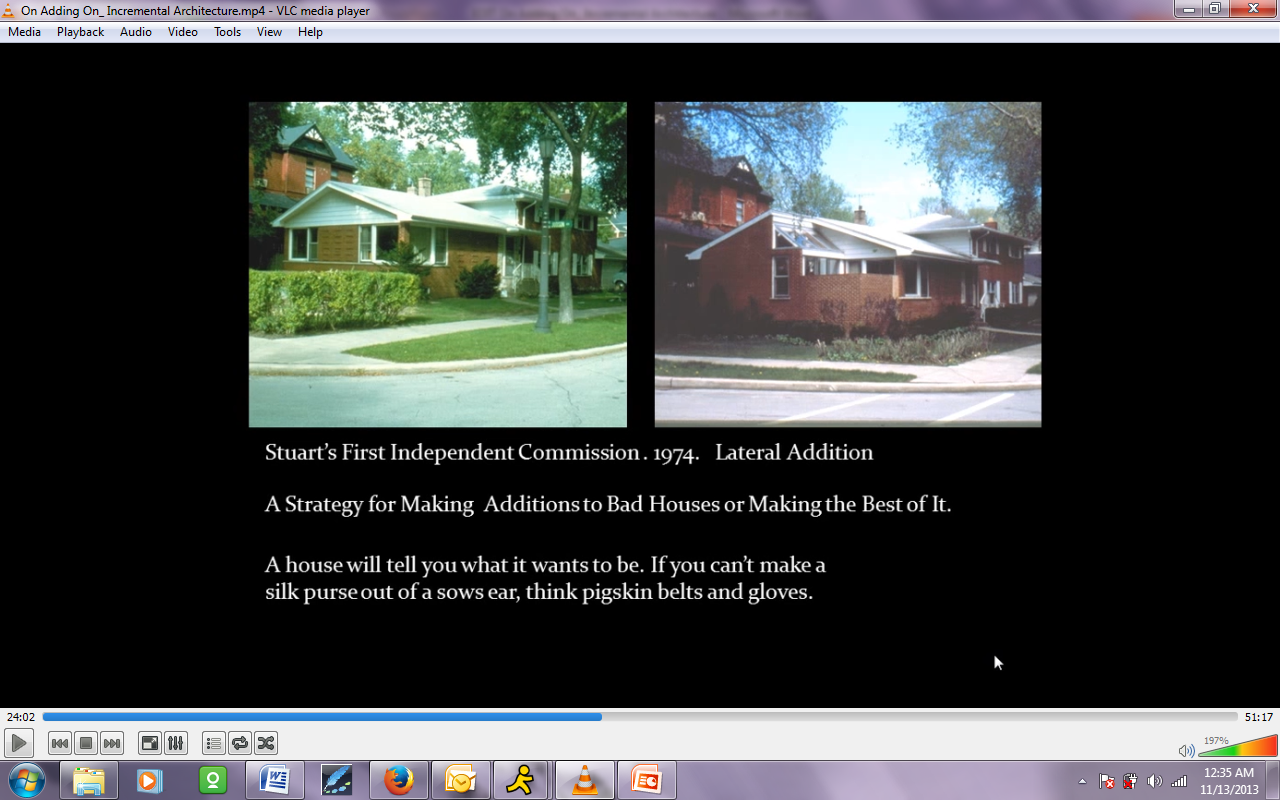 On Adding On_ Incremental Architecture.mp4 - VLC media player
Media Playback Audio Video Tools View Help
Stuart’s First Independent Commission . 1974. Lateral Addition
A Strategy for Making Additions to Bad Houses or Making the Best of It.
A house will tell you what it wants to be. If you can’t make a
silk purse out of a sows ear, think pigskin belts and gloves.
24:02 51:17
197%
12:35 AM
11/13/2013